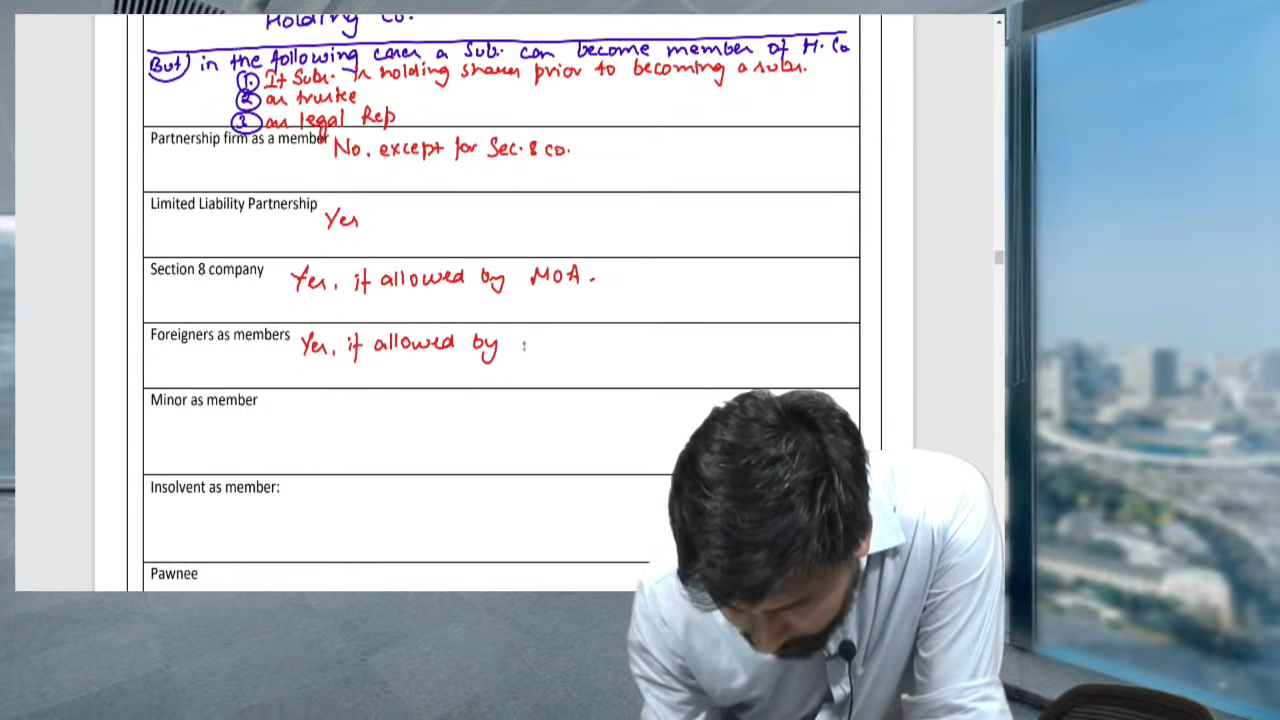 Holding Co.
But in the following cases a Sub. can become member of H. Co
1. If Subr. is holding shares prior to becoming a subs.
2 as trustee
3 as legal Rep
Partnership firm as a member No, except for Sec. 8 co.
Limited Liability Partnership Yes
Section 8 company Yes, if allowed by MOA.
Foreigners as members Yes, if allowed by
Minor as member
Insolvent as member:
Pawnee